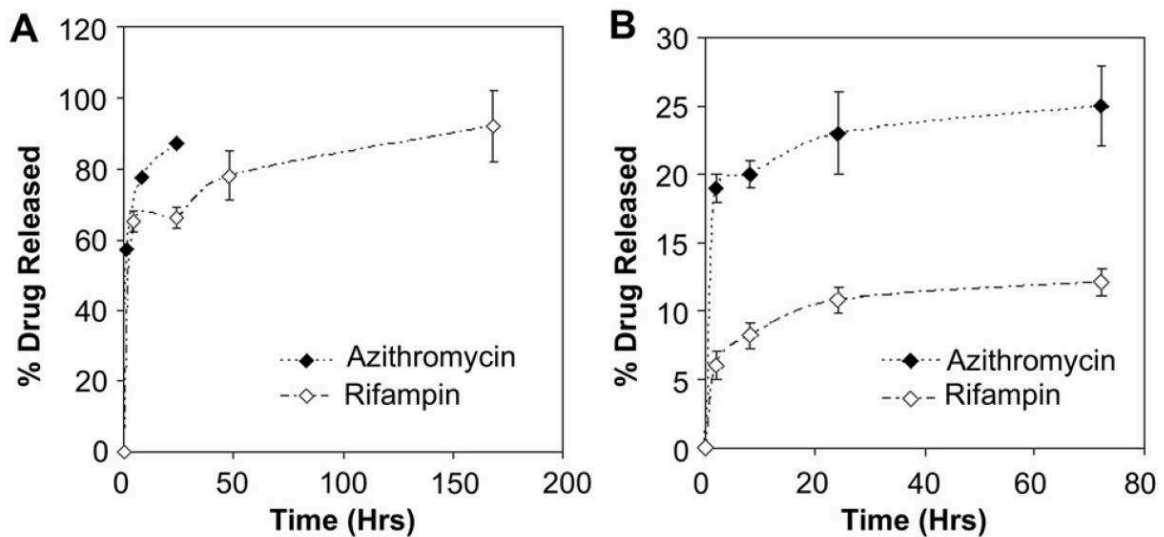 A
120
100
80
60
40
20
0
% Drug Released
Azithromycin
Rifampin
0 50 100 150 200
Time (Hrs)
B
30
25
20
15
10
5
0
% Drug Released
Azithromycin
Rifampin
0 20 40 60 80
Time (Hrs)